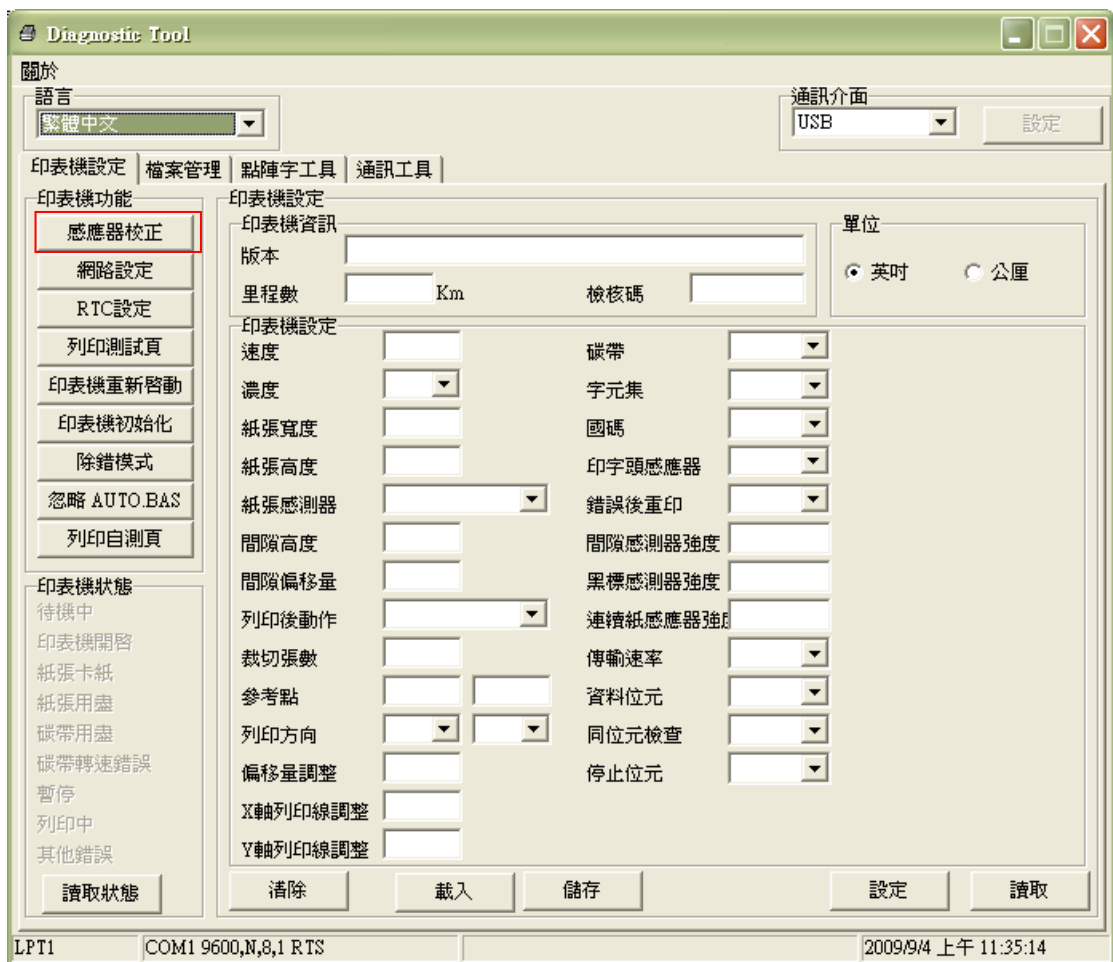 Diagnostic Tool
關於
語言
繁體中文
通訊介面
USB
設定
印表機設定 檔案管理 點陣字工具 通訊工具
印表機功能
感應器校正
網路設定
RTC設定
列印測試頁
印表機重新啓動
印表機初始化
除錯模式
忽略 AUTO.BAS
列印自測頁
印表機狀態
待機中
印表機開啓
紙張卡紙
紙張用盡
碳帶用盡
碳帶轉速錯誤
暫停
列印中
其他錯誤
讀取狀態
印表機設定
印表機資訊
版本
里程數 Km 檢核碼
單位
英吋 公厘
印表機設定
速度 碳帶
濃度 字元集
紙張寬度 國碼
紙張高度 印字頭感應器
紙張感測器 錯誤後重印
間隙高度 間隙感測器強度
間隙偏移量 黑標感測器強度
列印後動作 連續紙感應器強度
裁切張數 傳輸速率
參考點 資料位元
列印方向 同位元檢查
偏移量調整 停止位元
X軸列印線調整
Y軸列印線調整
清除 載入 儲存 設定 讀取
LPT1 COM1 9600,N,8,1 RTS 2009/9/4 上午 11:35:14